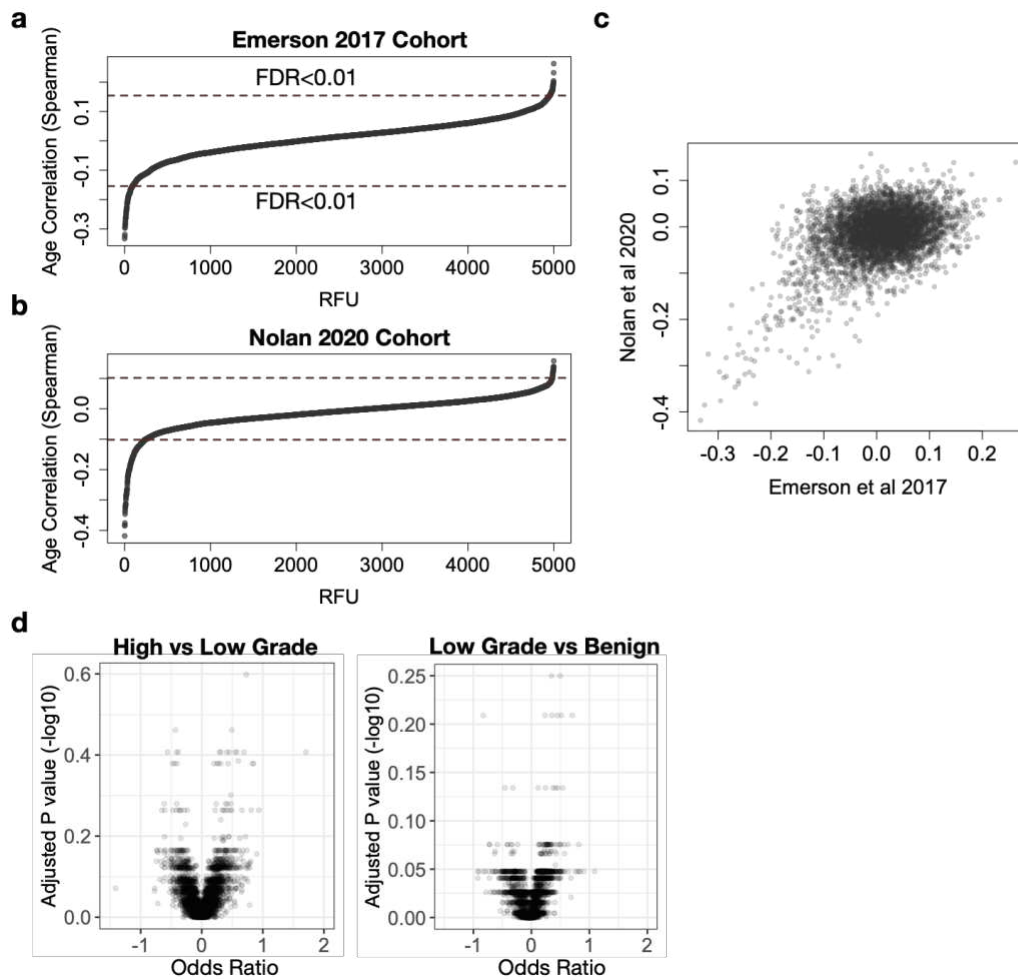 a
Emerson 2017 Cohort
Age Correlation (Spearman)
0.1
-0.1
-0.3
FDR<0.01
FDR<0.01
0 1000 2000 3000 4000 5000
RFU
b
Nolan 2020 Cohort
Age Correlation (Spearman)
0.0
-0.2
-0.4
0 1000 2000 3000 4000 5000
RFU
c
Nolan et al 2020
0.1
0.0
-0.2
-0.4
-0.3 -0.2 -0.1 0.0 0.1 0.2
Emerson et al 2017
d
High vs Low Grade
Adjusted P value (-log10)
0.6
0.4
0.2
0.0
-1 0 1 2
Odds Ratio
Low Grade vs Benign
Adjusted P value (-log10)
0.25
0.20
0.15
0.10
0.05
0.00
-1 0 1 2
Odds Ratio